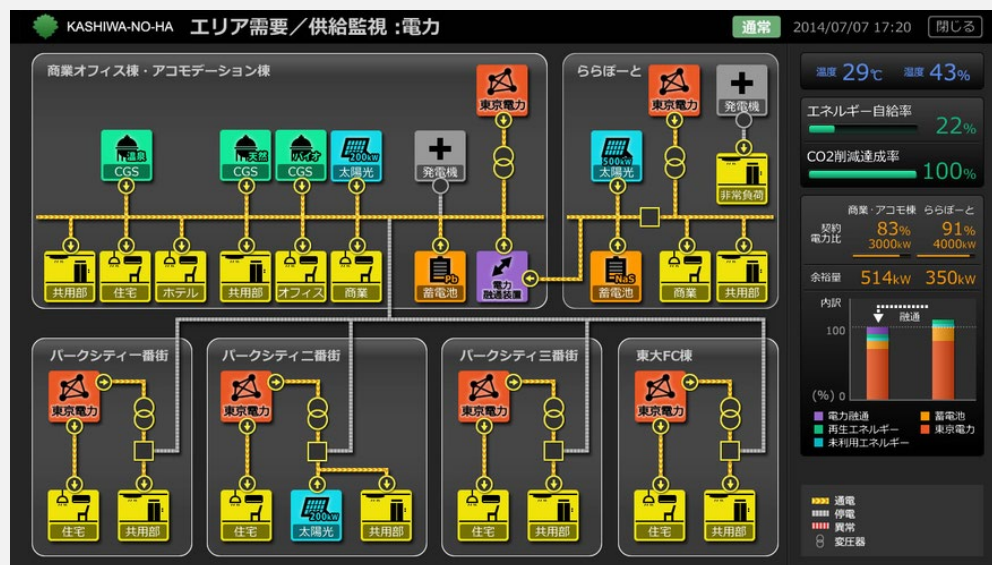 KASHIWA-NO-HA エリア需要／供給監視 :電力 通常 2014/07/07 17:20 閉じる
商業オフィス棟・アコモデーション棟
東京電力
温泉
CGS
天然
CGS
バイオ
CGS
200kW
太陽光
発電機
共用部
住宅
ホテル
共用部
オフィス
商業
Pb
蓄電池
電力
融通装置
ららぽーと
東京電力
発電機
500kW
太陽光
非常負荷
NaS
蓄電池
商業
共用部
パークシティ一番街
東京電力
住宅
共用部
パークシティ二番街
東京電力
住宅
200kW
太陽光
共用部
パークシティ三番街
東京電力
住宅
共用部
東大FC棟
東京電力
住宅
共用部
温度 29℃ 湿度 43%
エネルギー自給率
22%
CO2削減達成率
100%
商業・アコモ棟 ららぽーと
契約
電力比
83% 91%
3000kW 4000kW
余裕量 514kW 350kW
内訳
融通
100
(%) 0
電力融通
蓄電池
再生エネルギー
東京電力
未利用エネルギー
通電
停電
異常
変圧器